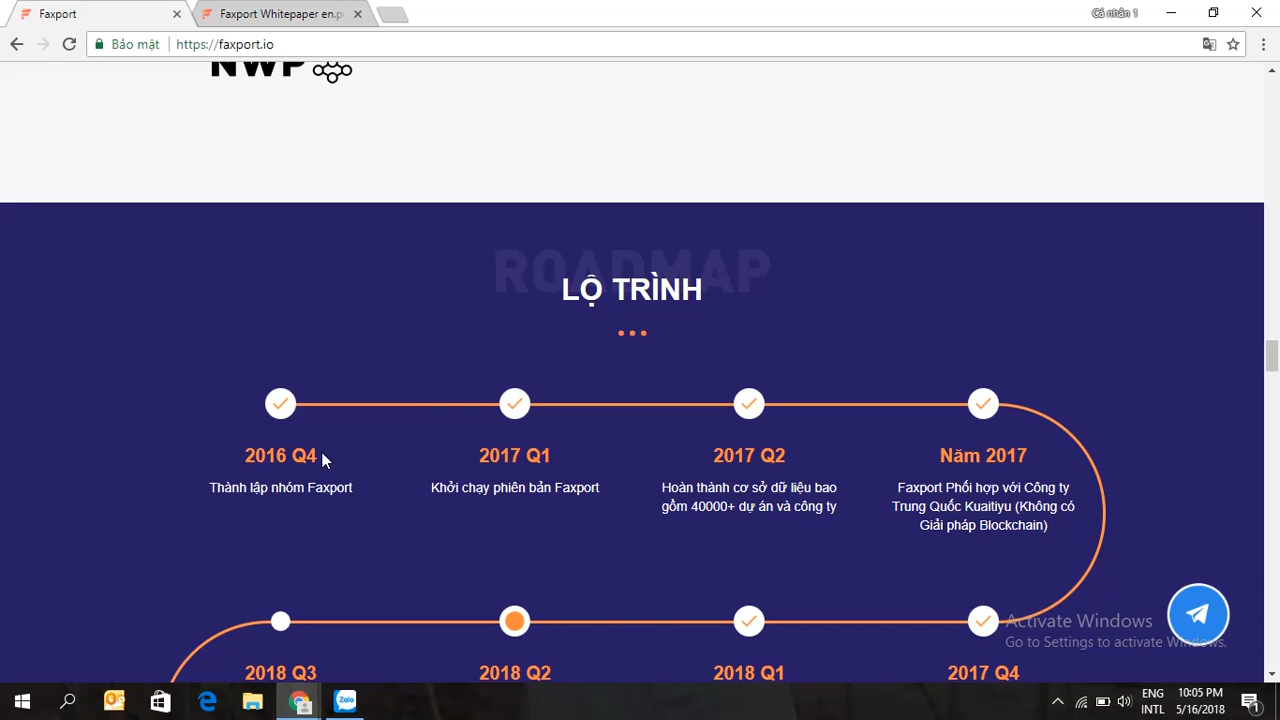 Faxport
Faxport Whitepaper en.p
Cá nhân 1
Bảo mật
https://faxport.io
NWP
ROADMAP
LỘ TRÌNH
2016 Q4
Thành lập nhóm Faxport
2017 Q1
Khởi chạy phiên bản Faxport
2017 Q2
Hoàn thành cơ sở dữ liệu bao
gồm 40000+ dự án và công ty
Năm 2017
Faxport Phối hợp với Công ty
Trung Quốc Kuaitiyu (Không có
Giải pháp Blockchain)
2018 Q3
2018 Q2
2018 Q1
2017 Q4
Activate Windows
Go to Settings to activate Windows.
Zalo
ENG
INTL
10:05 PM
5/16/2018
1